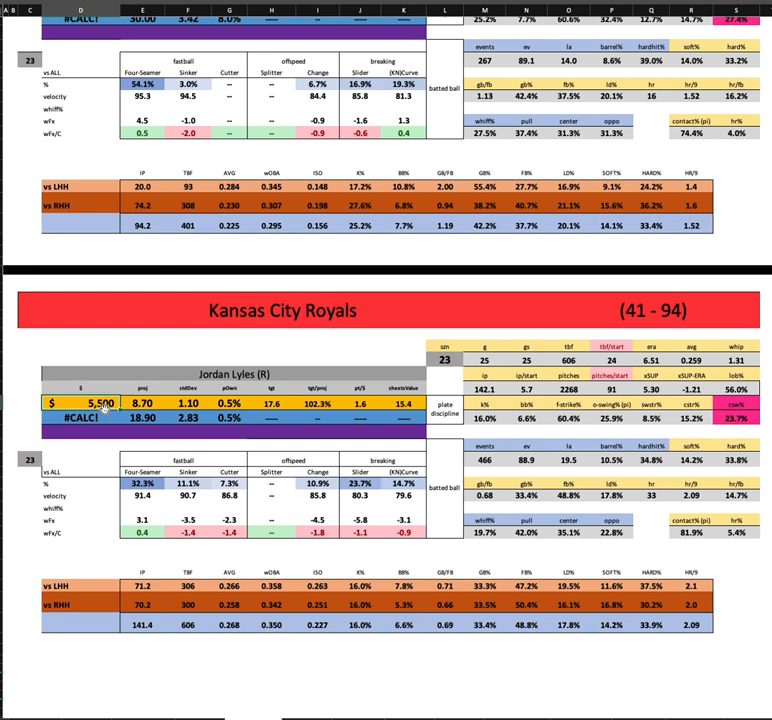 A B C D E F G H I J K L M N O P Q R S
#CALC! 30.00 3.42 8.0% ---- -- ---- ---- 25.2% 7.7% 60.6% 32.4% 12.7% 14.7% 27.4%
events ev la barrel% hardhit% soft% hard%
23 fastball offspeed breaking 267 89.1 14.0 8.6% 39.0% 14.0% 33.2%
vs ALL Four-Seamer Sinker Cutter Splitter Change Slider (KN)Curve
% 54.1% 3.0% -- -- 6.7% 16.9% 19.3% batted ball gb/fb gb% fb% ld% hr hr/9 hr/fb
velocity 95.3 94.5 -- -- 84.4 85.8 81.3 1.13 42.4% 37.5% 20.1% 16 1.52 16.2%
whiff%
wFx 4.5 -1.0 -0.9 -1.6 1.3 whiff% pull center oppo contact% (pi) hr%
wFx/C 0.5 -2.0 -- -- -0.9 -0.6 0.4 27.5% 37.4% 31.3% 31.3% 74.4% 4.0%
IP TBF AVG wOBA ISO K% BB% GB/FB GB% FB% LD% SOFT% HARD% HR/9
vs LHH 20.0 93 0.284 0.345 0.148 17.2% 10.8% 2.00 55.4% 27.7% 16.9% 9.1% 24.2% 1.4
vs RHH 74.2 308 0.230 0.307 0.198 27.6% 6.8% 0.94 38.2% 40.7% 21.1% 15.6% 36.2% 1.6
94.2 401 0.225 0.295 0.156 25.2% 7.7% 1.19 42.2% 37.7% 20.1% 14.1% 33.4% 1.52
Kansas City Royals (41 - 94)
szn g gs tbf tbf/start era avg whip
23 25 25 606 24 6.51 0.259 1.31
Jordan Lyles (R) ip ip/start pitches pitches/start xSUP xSUP-ERA lob%
$ proj stdDev pOwn tgt tgt/proj pt/$ sheetsValue 142.1 5.7 2268 91 5.30 -1.21 56.0%
$ 5,500 8.70 1.10 0.5% 17.6 102.3% 1.6 15.4 plate discipline k% bb% f-strike% o-swing% (pi) swstr% cstr% csw%
#CALC! 18.90 2.83 0.5% ---- -- ---- ---- 16.0% 6.6% 60.4% 25.9% 8.5% 15.2% 23.7%
events ev la barrel% hardhit% soft% hard%
23 fastball offspeed breaking 466 88.9 19.5 10.5% 34.8% 14.2% 33.8%
vs ALL Four-Seamer Sinker Cutter Splitter Change Slider (KN)Curve
% 32.3% 11.1% 7.3% 10.9% 23.7% 14.7% batted ball gb/fb gb% fb% ld% hr hr/9 hr/fb
velocity 91.4 90.7 86.8 -- 85.8 80.3 79.6 0.68 33.4% 48.8% 17.8% 33 2.09 14.7%
whiff%
wFx 3.1 -3.5 -2.3 -4.5 -5.8 -3.1 whiff% pull center oppo contact% (pi) hr%
wFx/C 0.4 -1.4 -1.4 -- -1.8 -1.1 -0.9 19.7% 42.0% 35.1% 22.8% 81.9% 5.4%
IP TBF AVG wOBA ISO K% BB% GB/FB GB% FB% LD% SOFT% HARD% HR/9
vs LHH 71.2 306 0.266 0.358 0.263 16.0% 7.8% 0.71 33.3% 47.2% 19.5% 11.6% 37.5% 2.1
vs RHH 70.2 300 0.258 0.342 0.251 16.0% 5.3% 0.66 33.5% 50.4% 16.1% 16.8% 30.2% 2.0
141.4 606 0.268 0.350 0.227 16.0% 6.6% 0.69 33.4% 48.8% 17.8% 14.2% 33.9% 2.09